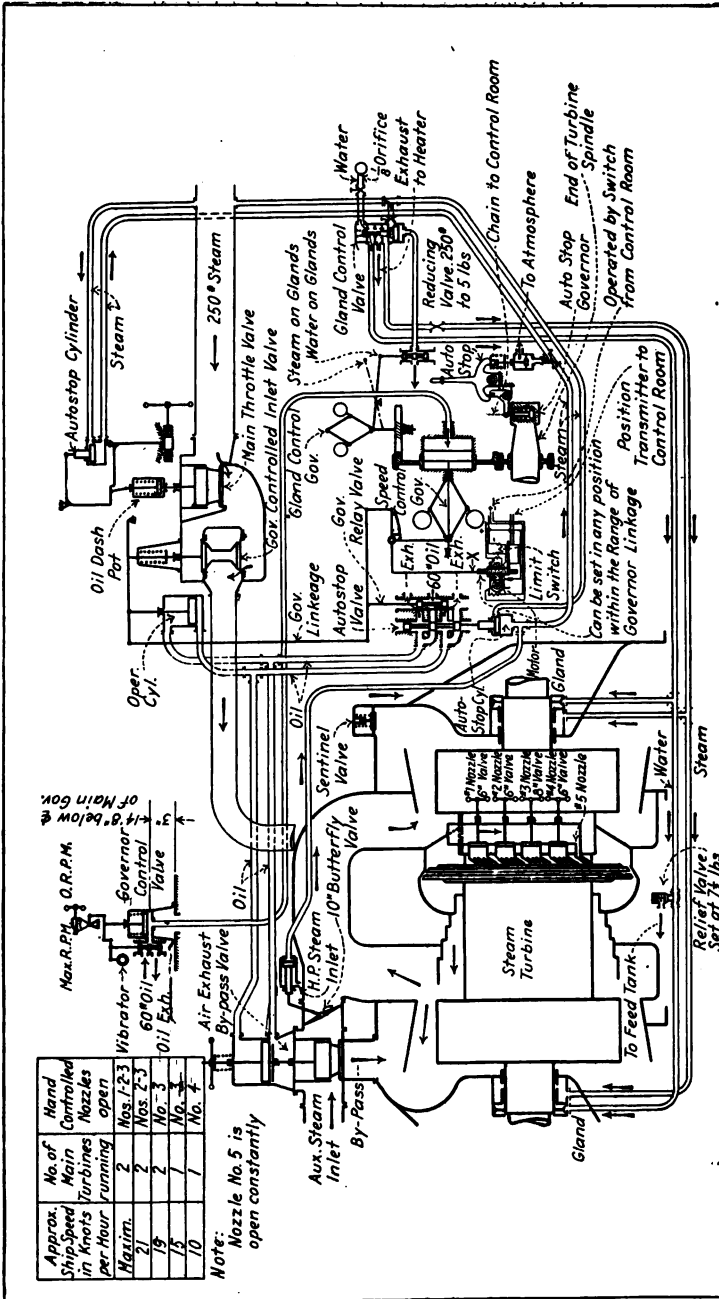 Approx. Ship Speed in Knots per Hour
No. of Main Turbines running
Hand Controlled Nozzles open
Maxim. 2 Nos. 1-2-3
21 2 Nos. 2-3
19 2 No. 3
15 1 No. 3
10 1 No. 4
Note:
Nozzle No. 5 is
open constantly
Max. R.P.M.
O.R.P.M.
Vibrator
60# Oil
Oil Exh.
Governor
Control
Valve
3"
14'8" below ℄
of Main Gov.
Air Exhaust
By-pass Valve
Aux. Steam
Inlet
By-Pass
H.P. Steam
Inlet
10" Butterfly
Valve
Oil
Oper.
Cyl.
Oil
Oil Dash
Pot
Autostop Cylinder
Steam
250# Steam
Main Throttle Valve
Gov. Controlled Inlet Valve
Gov.
Linkeage
Autostop
Valve
Gov.
Relay Valve
Exh.
60# Oil
Exh.
X
Speed
Control
Gov.
Gland Control
Gov.
Steam on Glands
Water on Glands
Gland Control
Valve
Water
1/8 Orifice
Exhaust
to Heater
Reducing
Valve. 250#
to 5 lbs
Auto
Stop
Chain to Control Room
To Atmosphere
Auto Stop
Governor
End of Turbine
Spindle
Operated by Switch
from Control Room
Steam
Position
Transmitter to
Control Room
Limit
Switch
Can be set in any position
within the Range of
Governor Linkage
Motor
Auto-
Stop Cyl.
Sentinel
Valve
Gland
#1 Nozzle
6" Valve
#2 Nozzle
6" Valve
#3 Nozzle
8" Valve
#4 Nozzle
6" Valve
#5 Nozzle
Steam
Turbine
Gland
To Feed Tank
Water
Steam
Relief Valve
Set at 7½ lbs